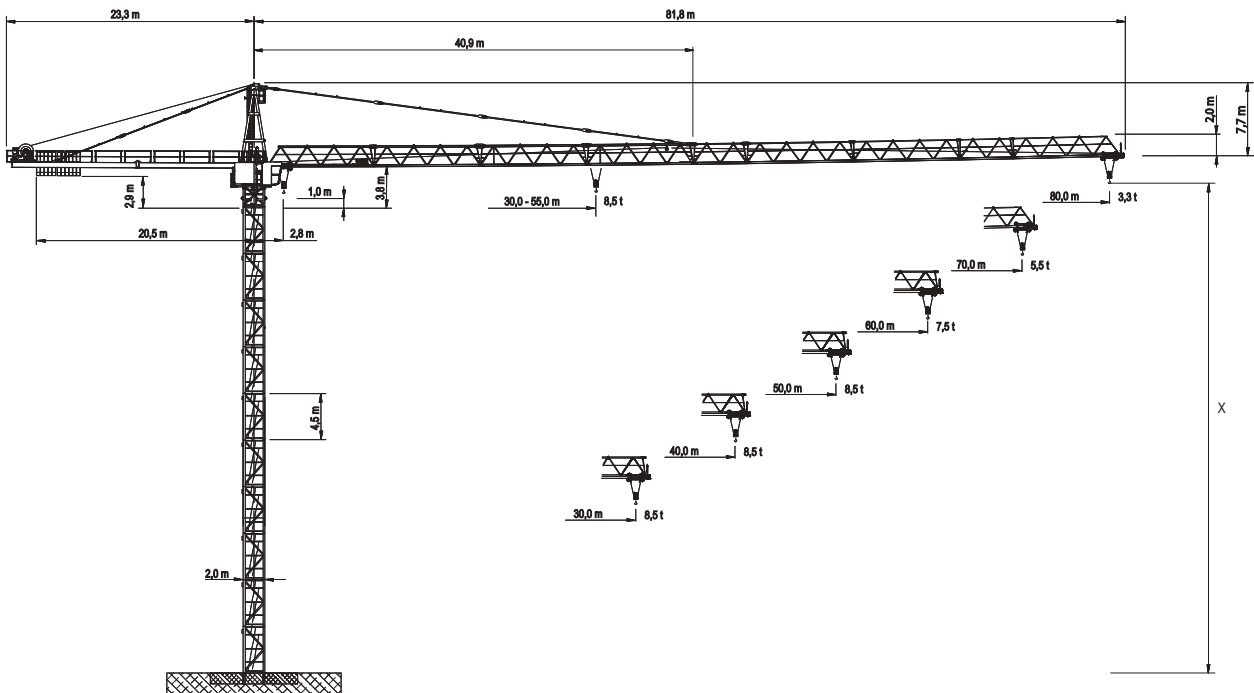 23,3 m
81,8 m
40,9 m
2,0 m
7,7 m
2,9 m
1,0 m
3,8 m
30,0 - 55,0 m
8,5 t
80,0 m
3,3 t
20,5 m
2,8 m
70,0 m
5,5 t
60,0 m
7,5 t
50,0 m
8,5 t
4,5 m
X
40,0 m
8,5 t
30,0 m
8,5 t
2,0 m